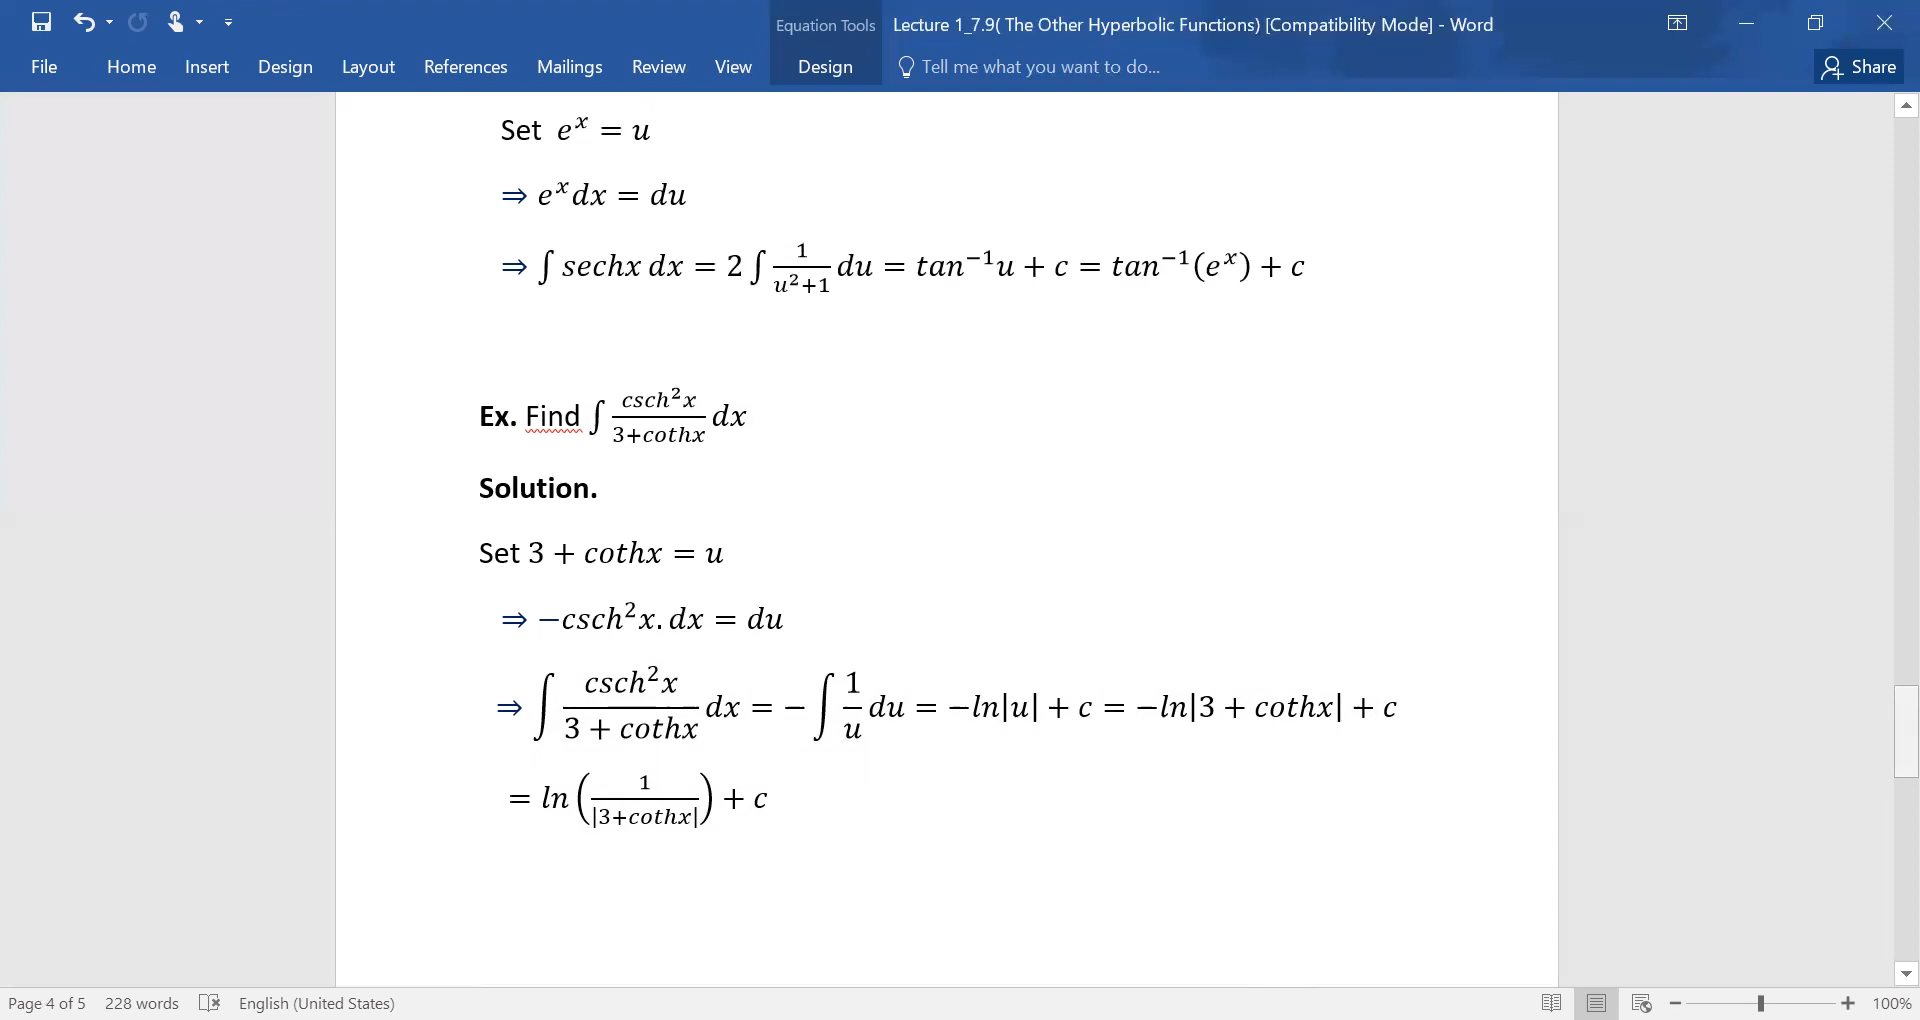 Equation Tools Lecture 1_7.9( The Other Hyperbolic Functions) [Compatibility Mode] - Word
File Home Insert Design Layout References Mailings Review View Design Tell me what you want to do... Share
Set eˣ = u
⇒ eˣdx = du
⇒ ∫ sechx dx = 2 ∫ 1/(u²+1) du = tan⁻¹u + c = tan⁻¹(eˣ) + c
Ex. Find ∫ csch²x/(3+cothx) dx
Solution.
Set 3 + cothx = u
⇒ −csch²x. dx = du
⇒ ∫ csch²x/(3 + cothx) dx = − ∫ 1/u du = −ln|u| + c = −ln|3 + cothx| + c
= ln (1/|3+cothx|) + c
Page 4 of 5 228 words English (United States) 100%